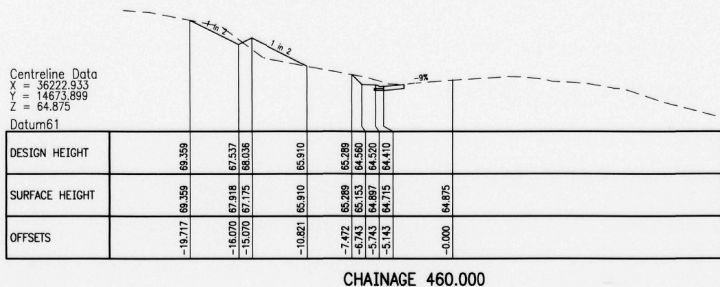 1 in 2
1 in 2
-9%
Centreline Data
X = 36222.933
Y = 14673.899
Z = 64.875
Datum61
DESIGN HEIGHT 69.359 67.537 68.036 65.910 65.289 64.560 64.520 64.410
SURFACE HEIGHT 69.359 67.918 67.175 65.910 65.289 65.153 64.897 64.715 64.875
OFFSETS -19.717 -16.070 -15.070 -10.821 -7.472 -6.743 -5.743 -5.143 -0.000
CHAINAGE 460.000